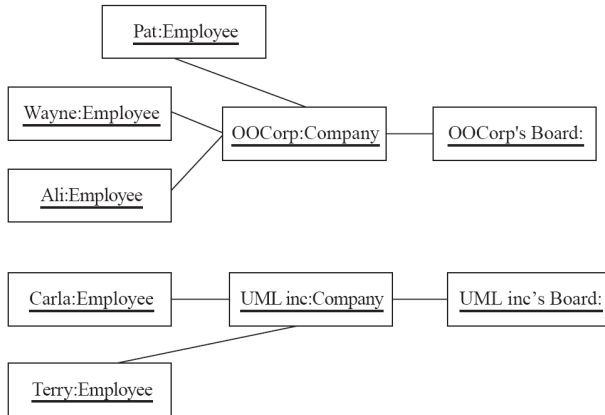 Pat:Employee
Wayne:Employee
OOCorp:Company
OOCorp's Board:
Ali:Employee
Carla:Employee
UML inc:Company
UML inc’s Board:
Terry:Employee